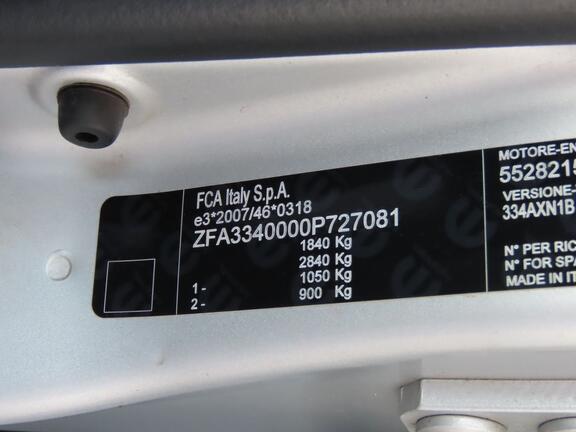 FCA Italy S.p.A.
e3*2007/46*0318
ZFA3340000P727081
1840 Kg
2840 Kg
1 - 1050 Kg
2 - 900 Kg
MOTORE-EN
5528215
VERSIONE-
334AXN1B
N° PER RIC
N° FOR SPA
MADE IN IT